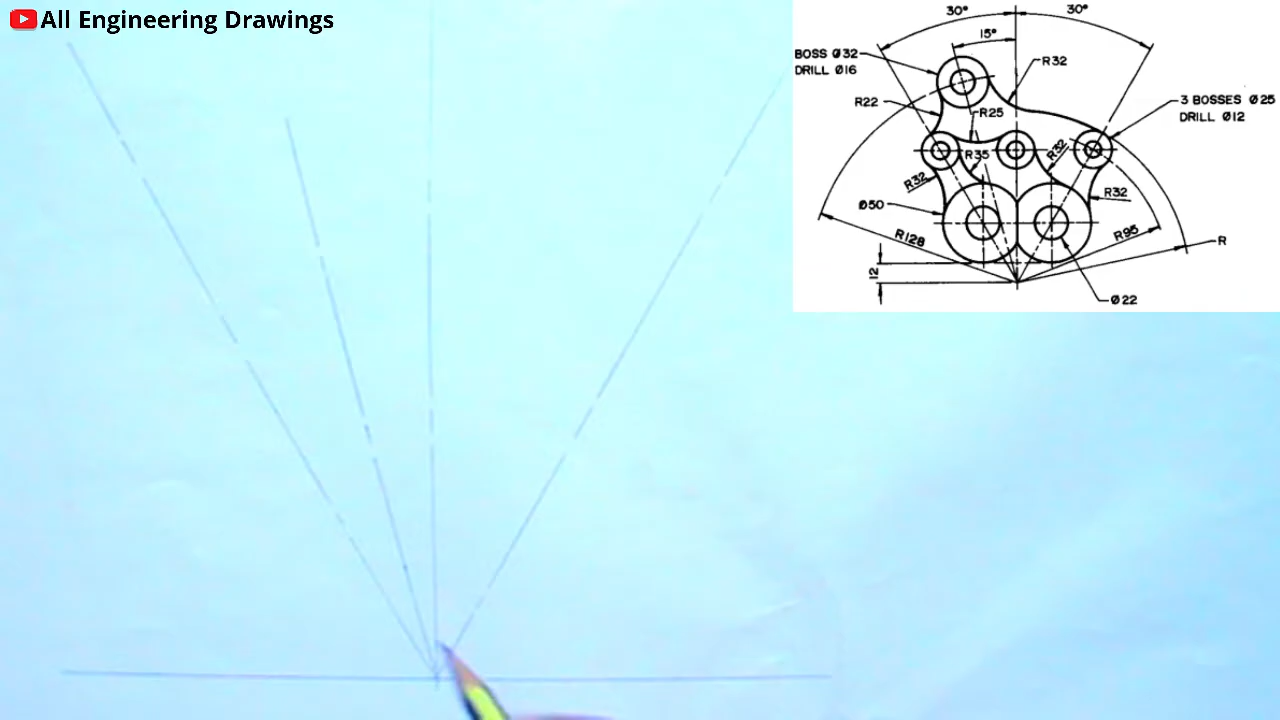 All Engineering Drawings
30° 30°
15°
BOSS Ø32
DRILL Ø16
R32
R22
R25
3 BOSSES Ø25
DRILL Ø12
R35
R32
R32
R32
Ø50
R128
R95
R
12
Ø22